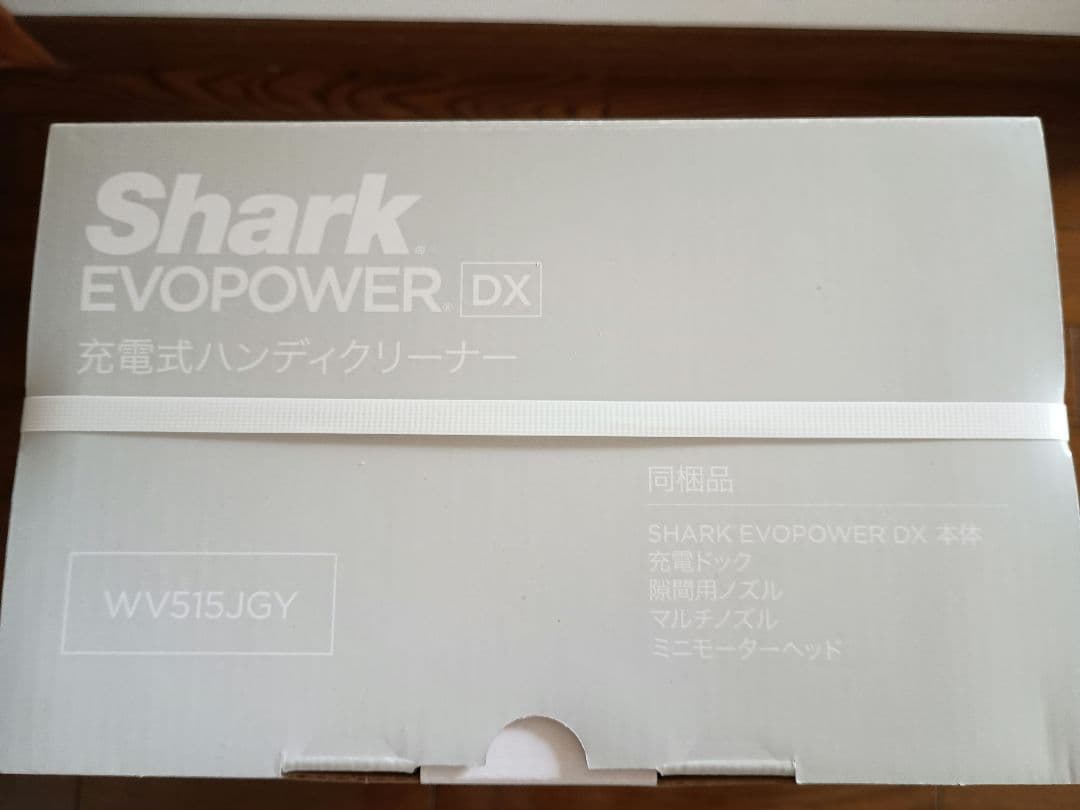 Shark®
EVOPOWER® DX
充電式ハンディクリーナー
同梱品
SHARK EVOPOWER DX 本体
充電ドック
隙間用ノズル
マルチノズル
ミニモーターヘッド
WV515JGY